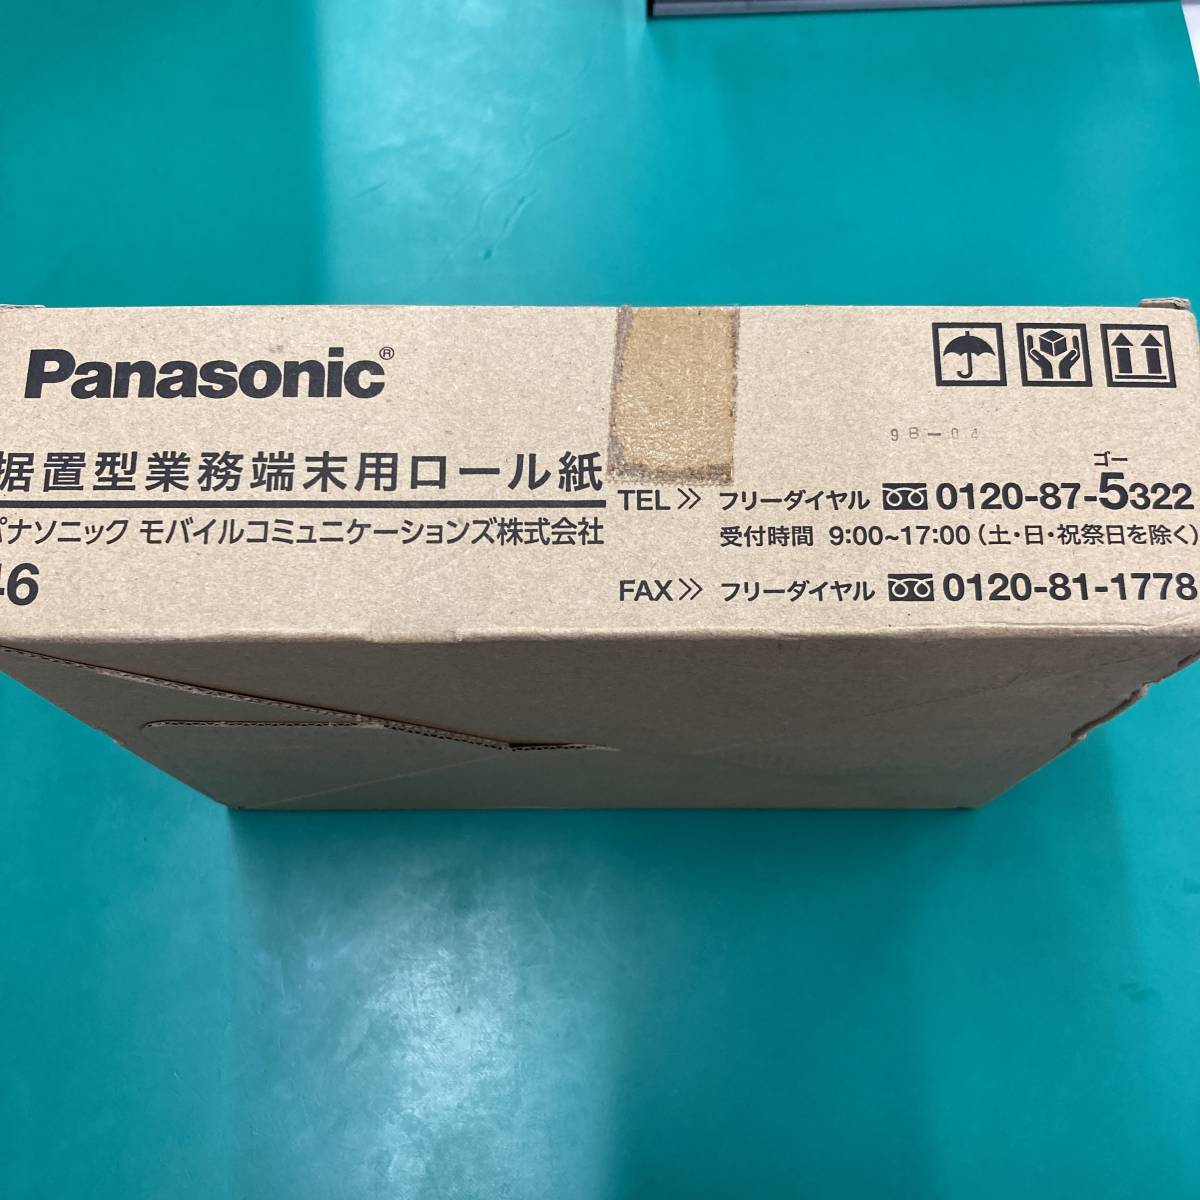 Panasonic®
据置型業務端末用ロール紙
パナソニック モバイルコミュニケーションズ株式会社
46
9B-04
ゴー
TEL≫ フリーダイヤル 0120-87-5322
受付時間 9:00~17:00(土・日・祝祭日を除く)
FAX≫ フリーダイヤル 0120-81-1778